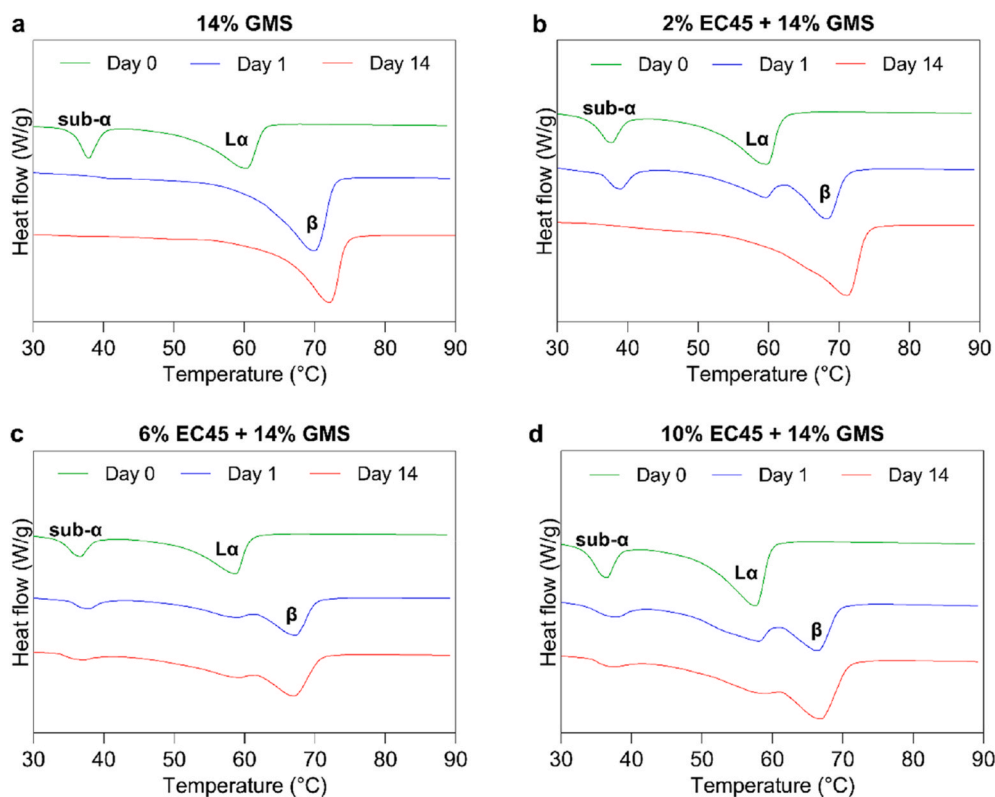 a
14% GMS
Day 0 Day 1 Day 14
sub-α
Lα
β
Heat flow (W/g)
30 40 50 60 70 80 90
Temperature (°C)
b
2% EC45 + 14% GMS
Day 0 Day 1 Day 14
sub-α
Lα
β
Heat flow (W/g)
30 40 50 60 70 80 90
Temperature (°C)
c
6% EC45 + 14% GMS
Day 0 Day 1 Day 14
sub-α
Lα
β
Heat flow (W/g)
30 40 50 60 70 80 90
Temperature (°C)
d
10% EC45 + 14% GMS
Day 0 Day 1 Day 14
sub-α
Lα
β
Heat flow (W/g)
30 40 50 60 70 80 90
Temperature (°C)